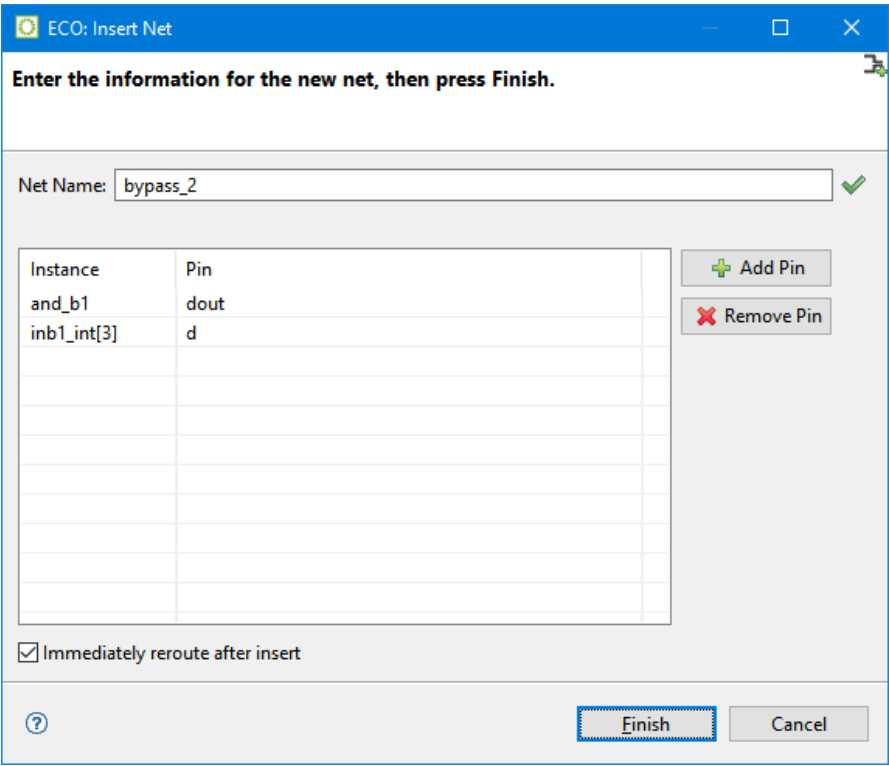 ECO: Insert Net
Enter the information for the new net, then press Finish.
Net Name: bypass_2
Instance Pin
and_b1 dout
inb1_int[3] d
Add Pin
Remove Pin
Immediately reroute after insert
Finish Cancel